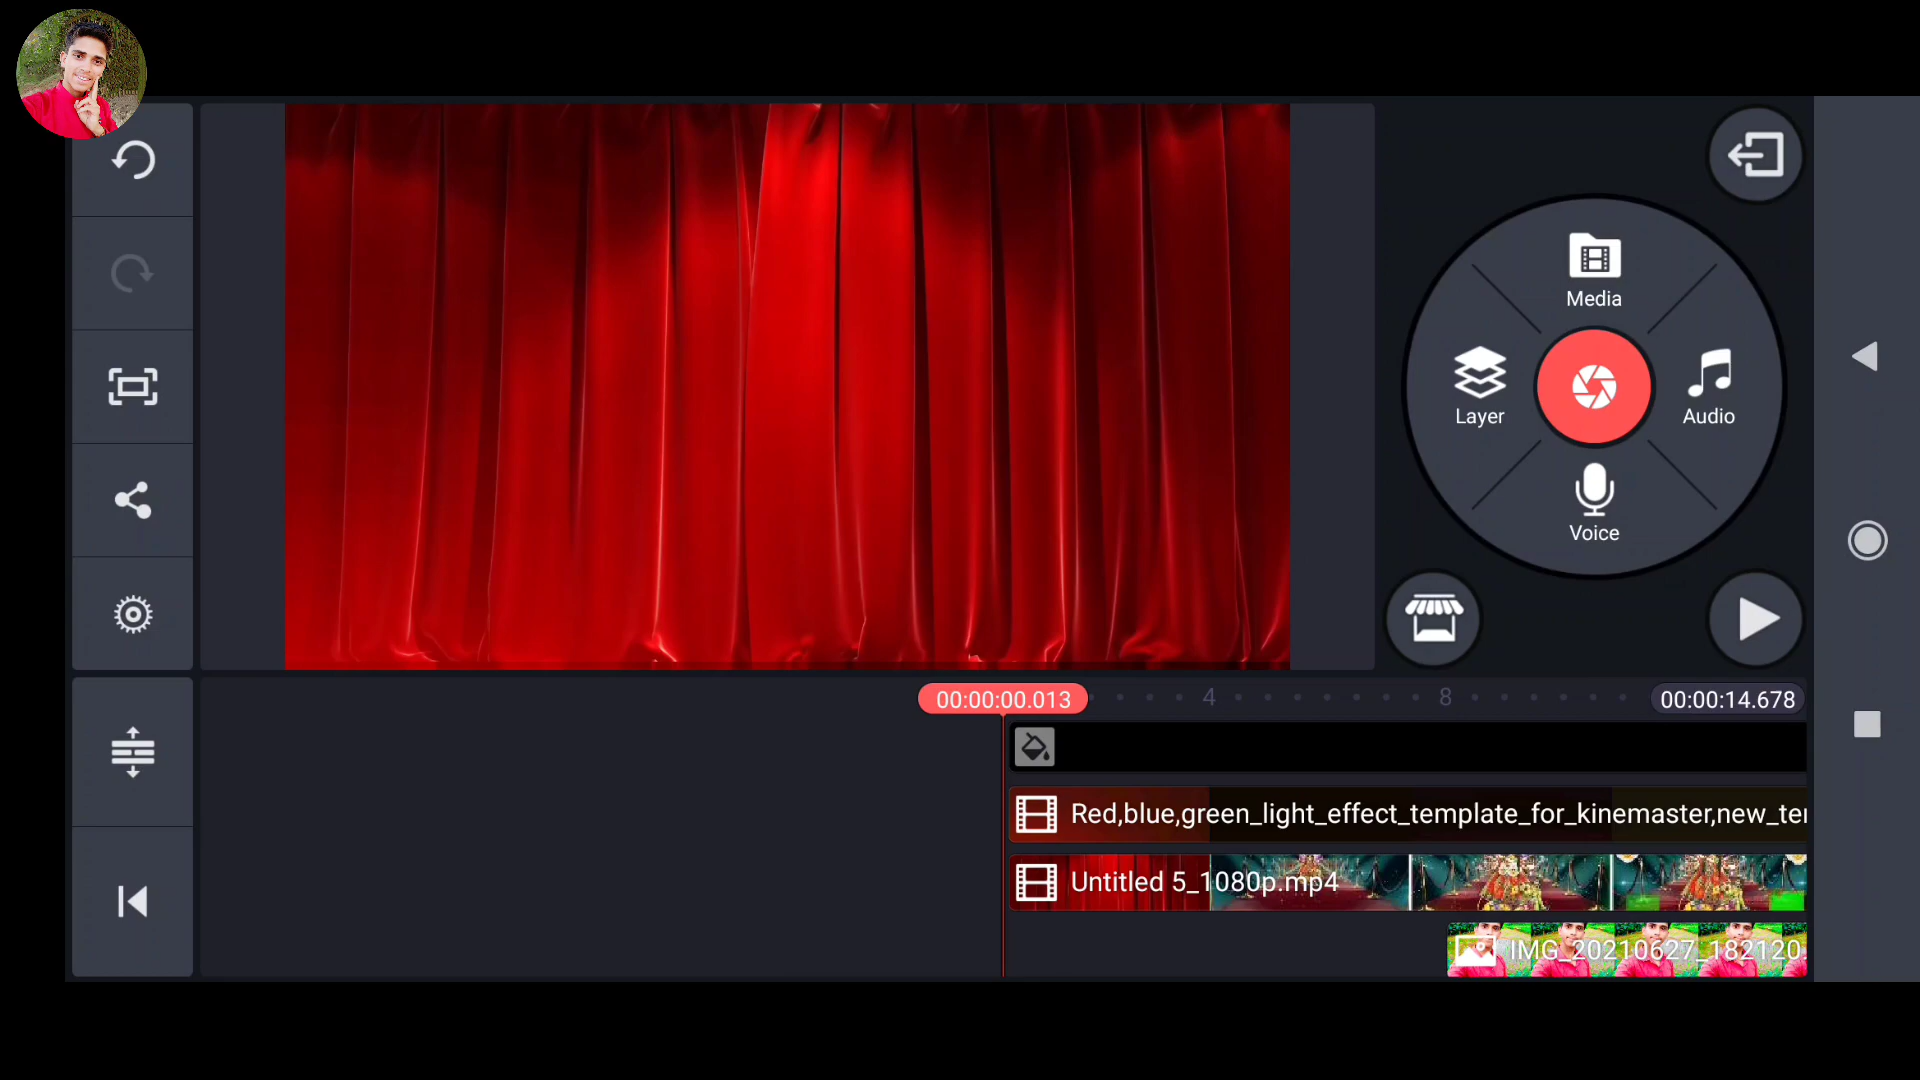 Media
Layer
Audio
Voice
00:00:00.013
4
8
00:00:14.678
Red,blue,green_light_effect_template_for_kinemaster,new_ter
Untitled 5_1080p.mp4
IMG_20210627_182120